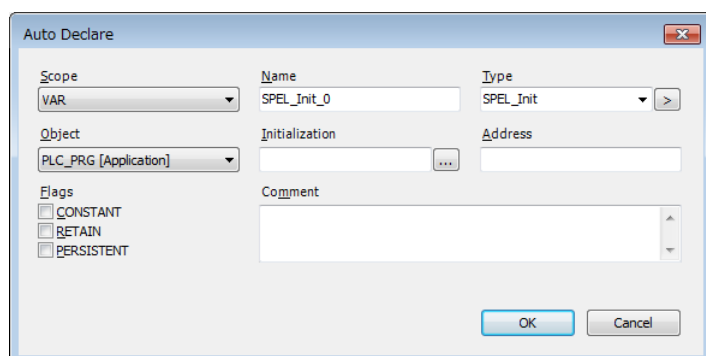 Auto Declare
Scope
Name
Type
VAR
SPEL_Init_0
SPEL_Init
>
Object
Initialization
Address
PLC_PRG [Application]
...
Flags
Comment
CONSTANT
RETAIN
PERSISTENT
OK
Cancel